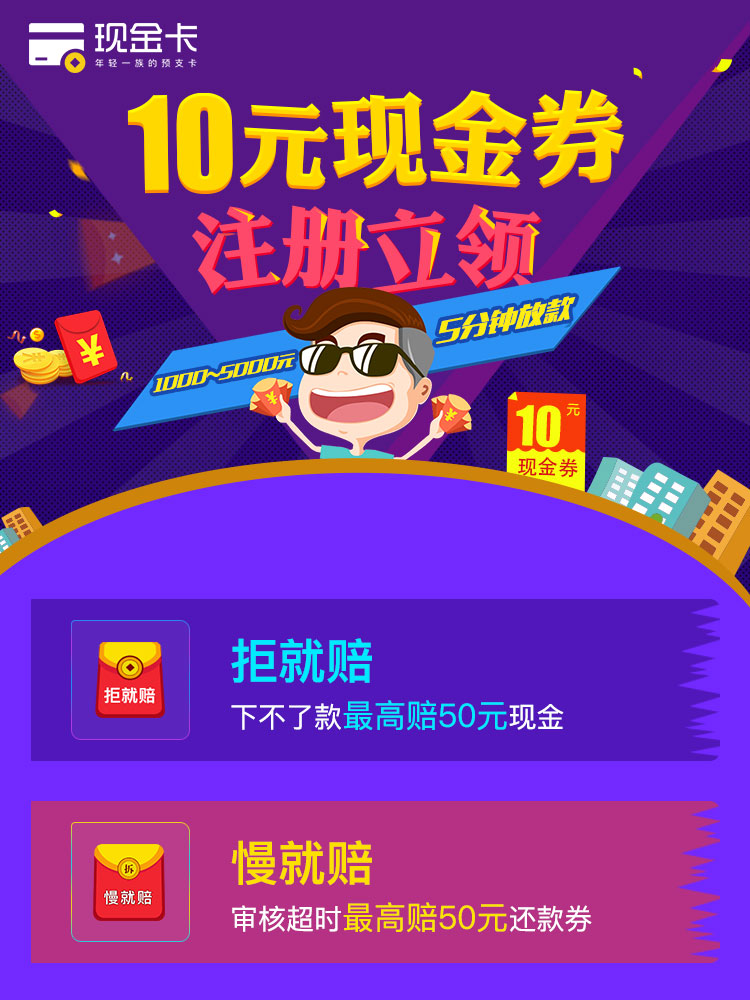 现金卡
年轻一族的预支卡
10元现金券
注册立领
1000~5000元
5分钟放款
¥
¥
10元
现金券
拒就赔
拒就赔
下不了款最高赔50元现金
拆
慢就赔
慢就赔
审核超时最高赔50元还款券